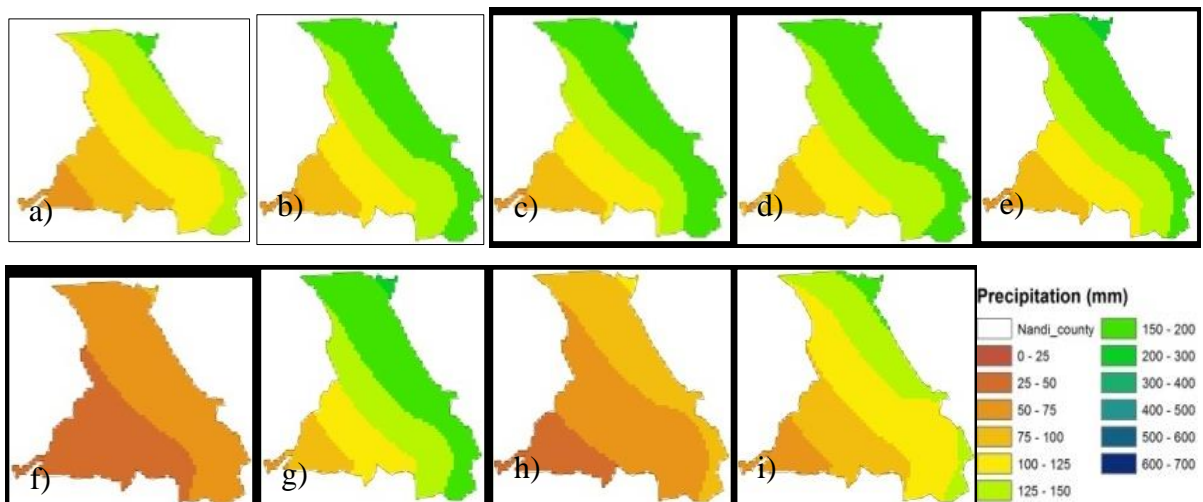 a)
b)
c)
d)
e)
f)
g)
h)
i)
Precipitation (mm)
Nandi_county
0 - 25
25 - 50
50 - 75
75 - 100
100 - 125
125 - 150
150 - 200
200 - 300
300 - 400
400 - 500
500 - 600
600 - 700